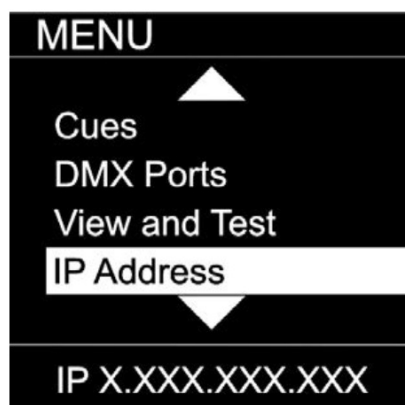 MENU
Cues
DMX Ports
View and Test
IP Address
IP X.XXX.XXX.XXX